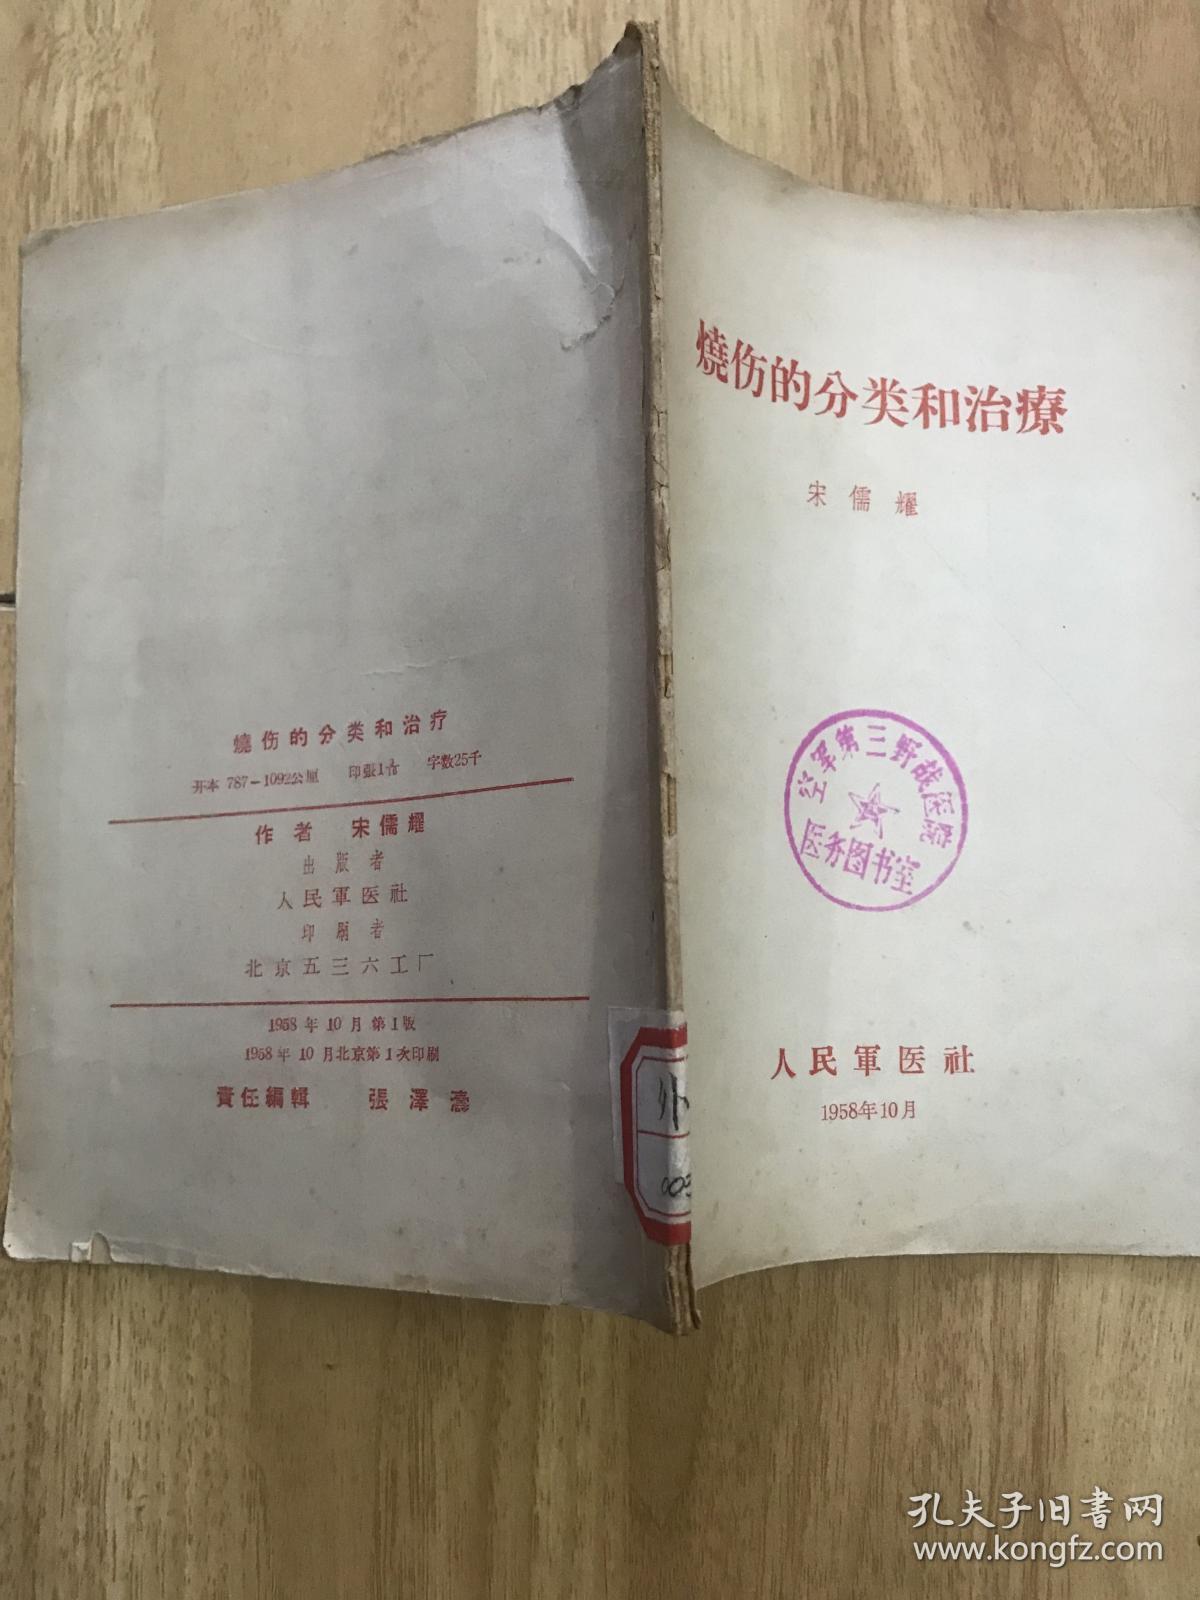 燒伤的分类和治療
宋儒耀
空軍第三野战医院
医务图书室
人民軍医社
1958年10月
燒伤的分类和治疗
开本 787—1092公厘 印張1 字数25千
作者 宋儒耀
出版者
人民軍医社
印刷者
北京五三六工厂
1958年10月第1版
1958年10月北京第1次印刷
責任編輯 張澤濤
外
003
孔夫子旧书网
www.kongfz.com